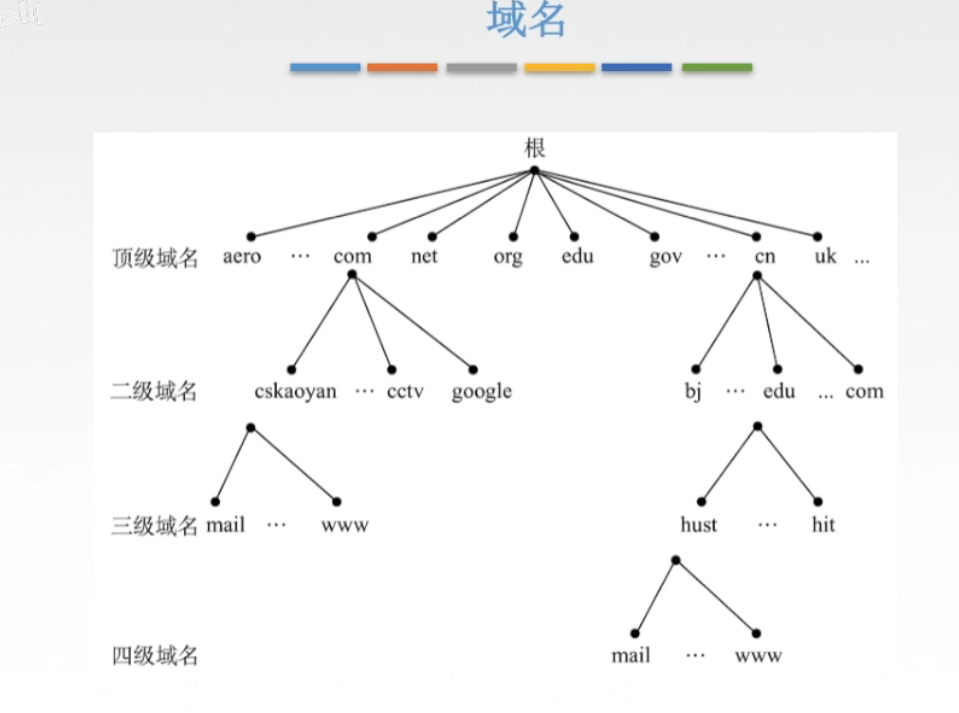 域名
根
顶级域名 aero … com net org edu gov … cn uk ...
二级域名 cskaoyan … cctv google bj … edu ... com
三级域名 mail … www hust … hit
四级域名 mail … www